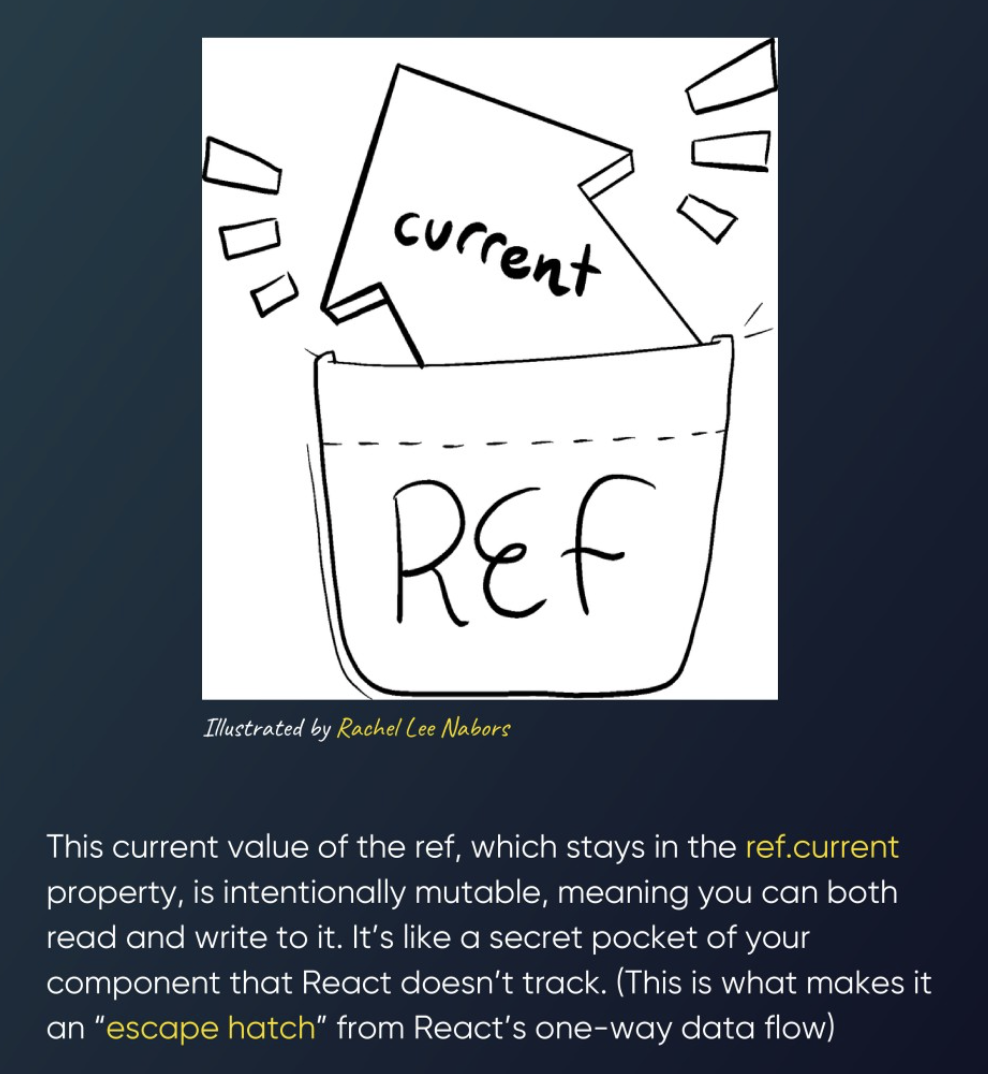 current
REF
Illustrated by Rachel Lee Nabors
This current value of the ref, which stays in the ref.current
property, is intentionally mutable, meaning you can both
read and write to it. It’s like a secret pocket of your
component that React doesn’t track. (This is what makes it
an “escape hatch” from React’s one-way data flow)